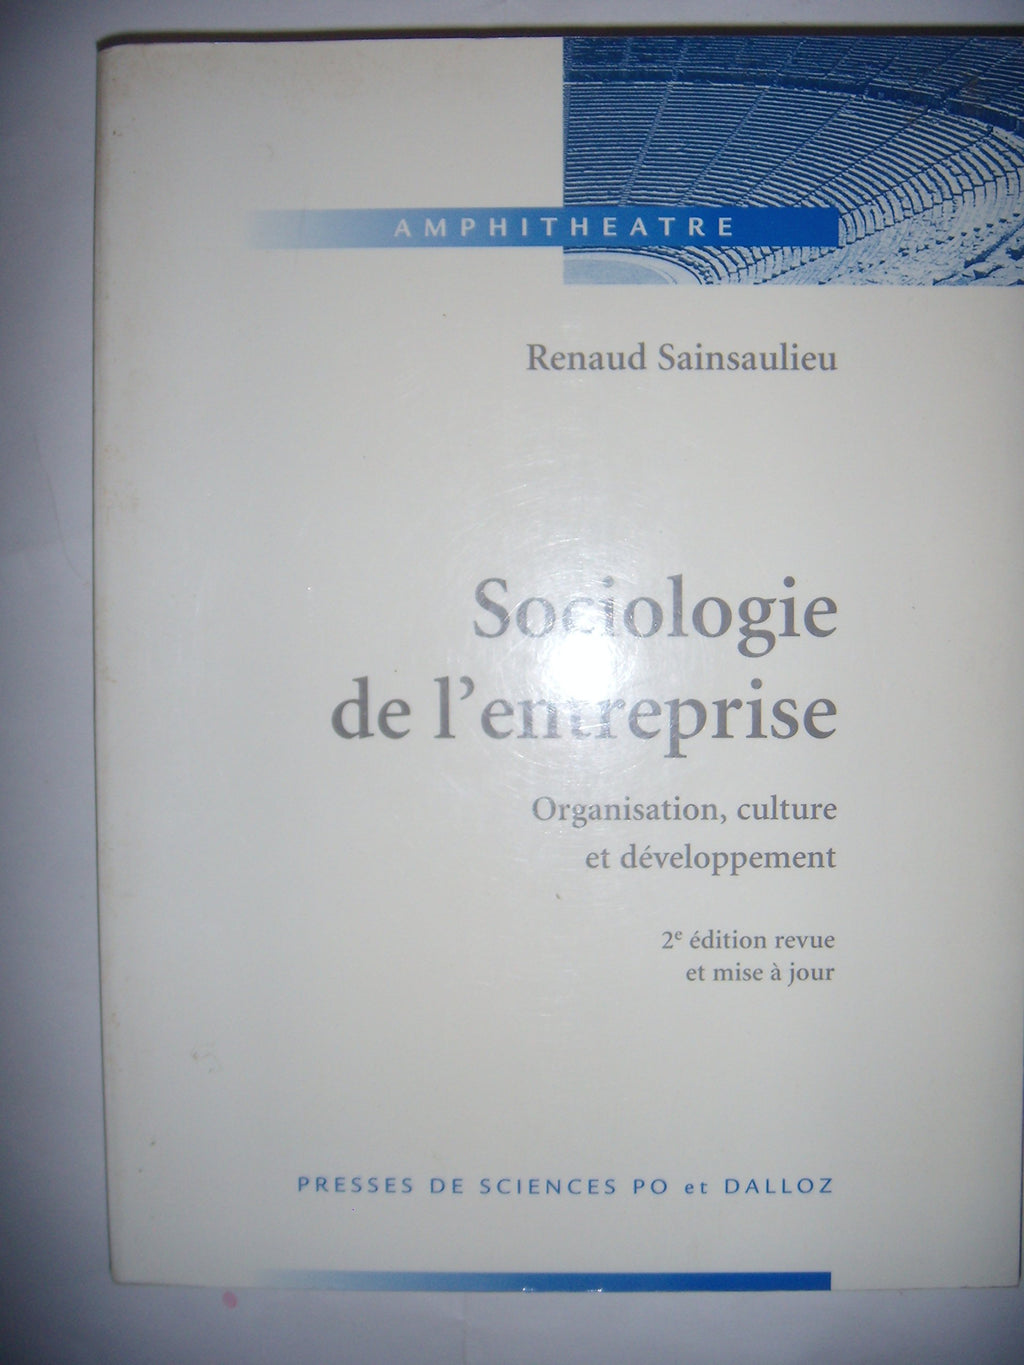 AMPHITHEATRE
Renaud Sainsaulieu
Sociologie
de l'entreprise
Organisation, culture
et développement
2e édition revue
et mise à jour
PRESSES DE SCIENCES PO et DALLOZ